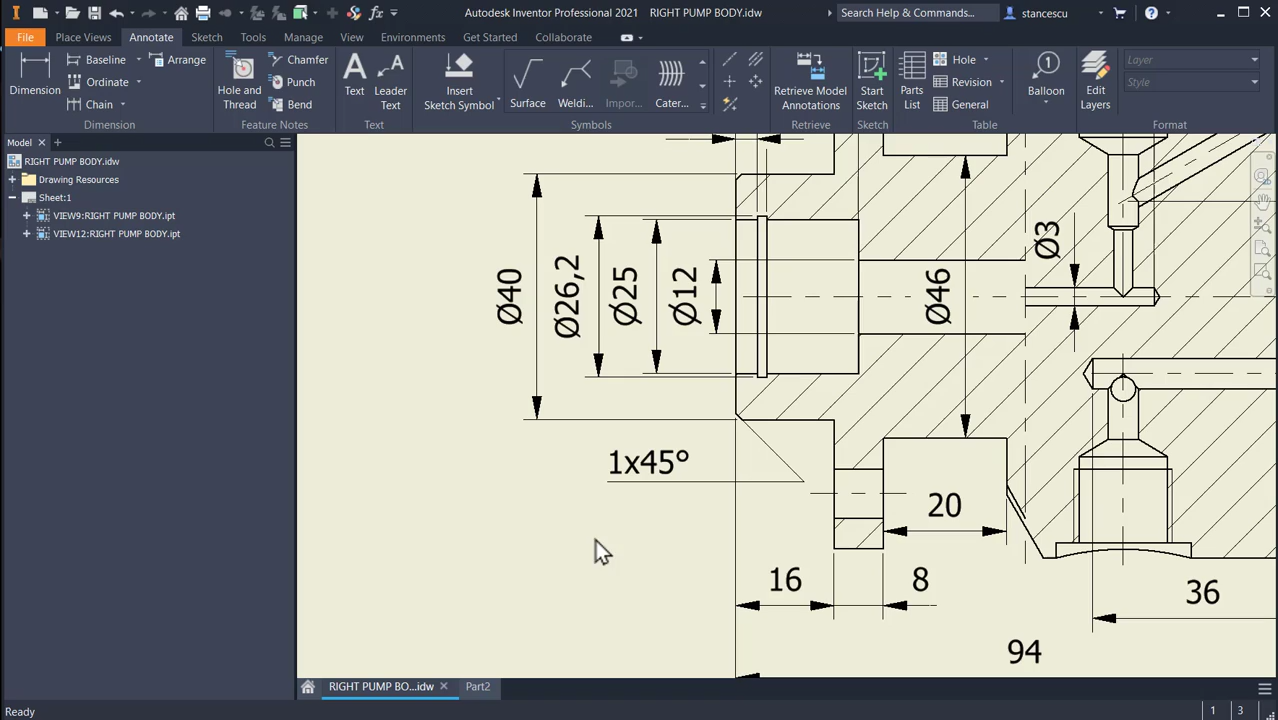 Autodesk Inventor Professional 2021 RIGHT PUMP BODY.idw Search Help & Commands... stancescu
File Place Views Annotate Sketch Tools Manage View Environments Get Started Collaborate
Baseline Arrange Chamfer Hole Layer
Dimension Ordinate Hole and Thread Punch Text Leader Text Insert Sketch Symbol Surface Weldi... Impor... Cater... Retrieve Model Annotations Start Sketch Parts List Revision Balloon Edit Layers Style
Chain Bend General
Dimension Feature Notes Text Symbols Retrieve Sketch Table Format
Model
RIGHT PUMP BODY.idw
Drawing Resources
Sheet:1
VIEW9:RIGHT PUMP BODY.ipt
VIEW12:RIGHT PUMP BODY.ipt
Ø40
Ø26,2
Ø25
Ø12
Ø46
Ø3
1x45°
20
16
8
36
94
RIGHT PUMP BO...idw Part2
Ready 1 3